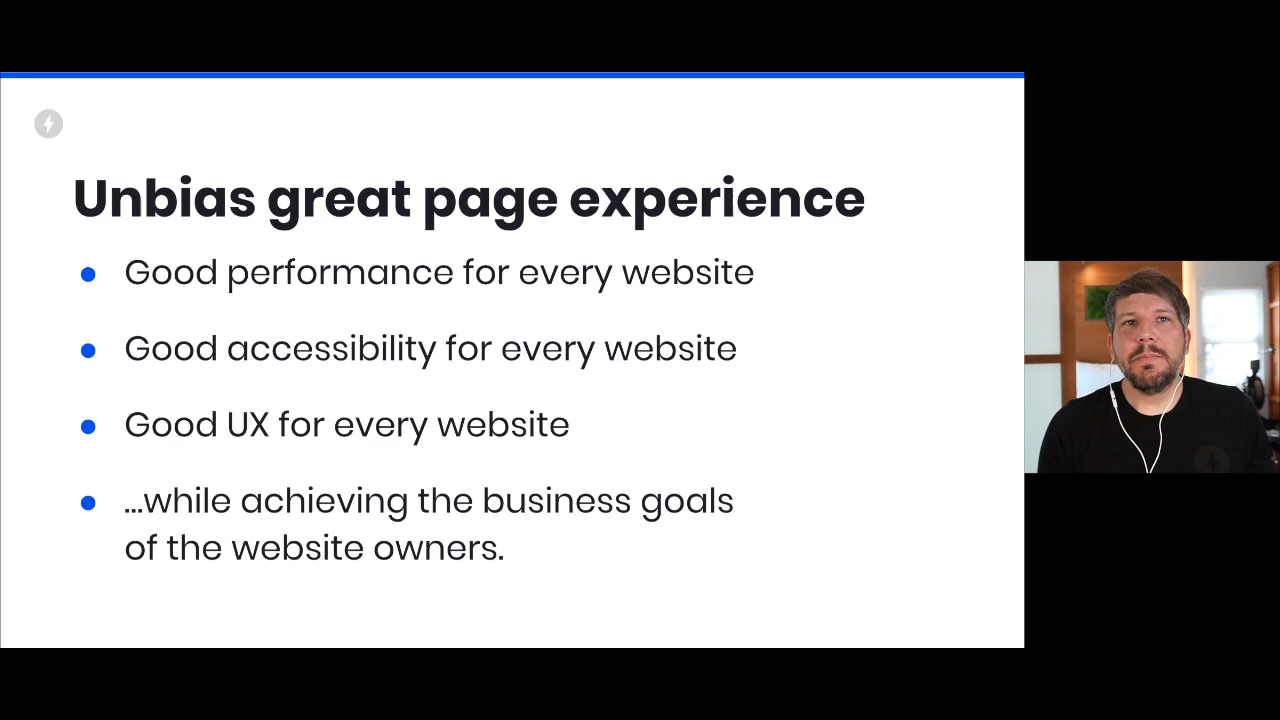 Unbias great page experience
Good performance for every website
Good accessibility for every website
Good UX for every website
...while achieving the business goals
of the website owners.